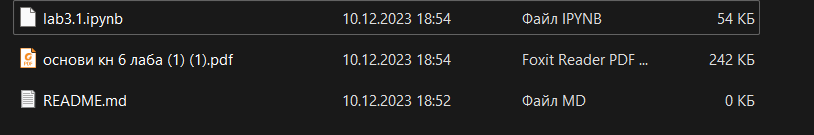 lab3.1.ipynb 10.12.2023 18:54 Файл IPYNB 54 КБ
основи кн 6 лаба (1) (1).pdf 10.12.2023 18:54 Foxit Reader PDF ... 242 КБ
README.md 10.12.2023 18:52 Файл MD 0 КБ